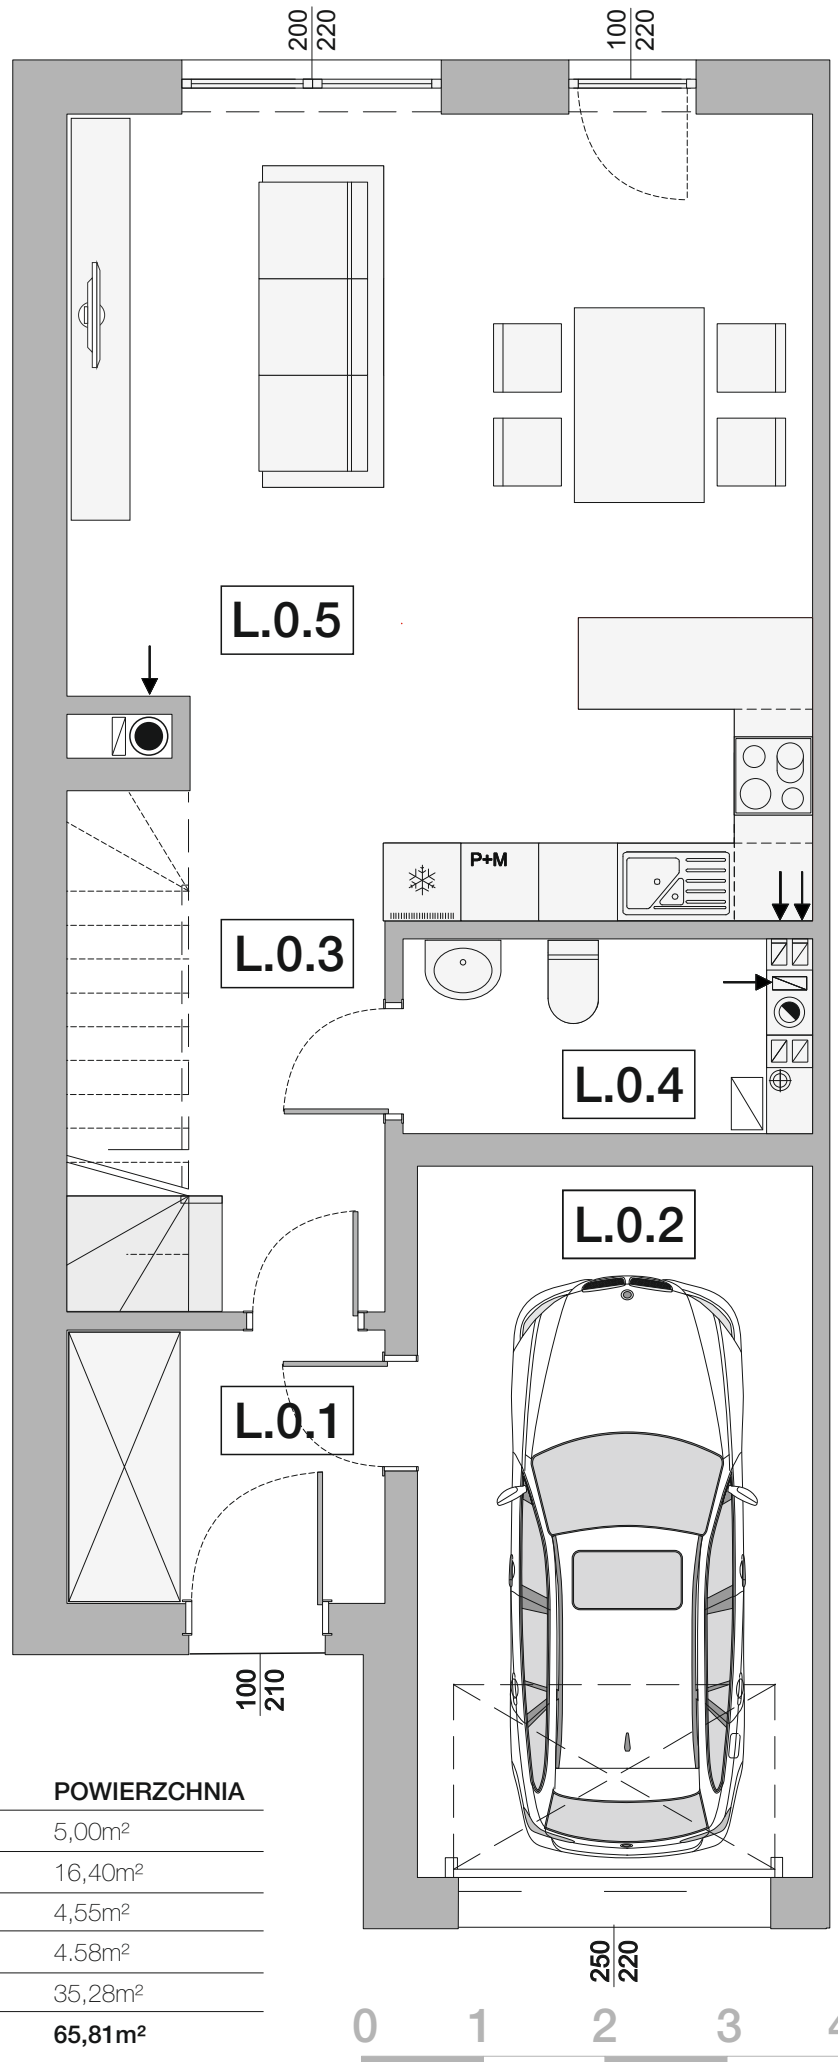 200
220
100
220
L.0.5
P+M
L.0.3
L.0.4
L.0.2
L.0.1
100
210
POWIERZCHNIA
5,00m²
16,40m²
4,55m²
4.58m²
35,28m²
65,81m²
250
220
0 1 2 3 4